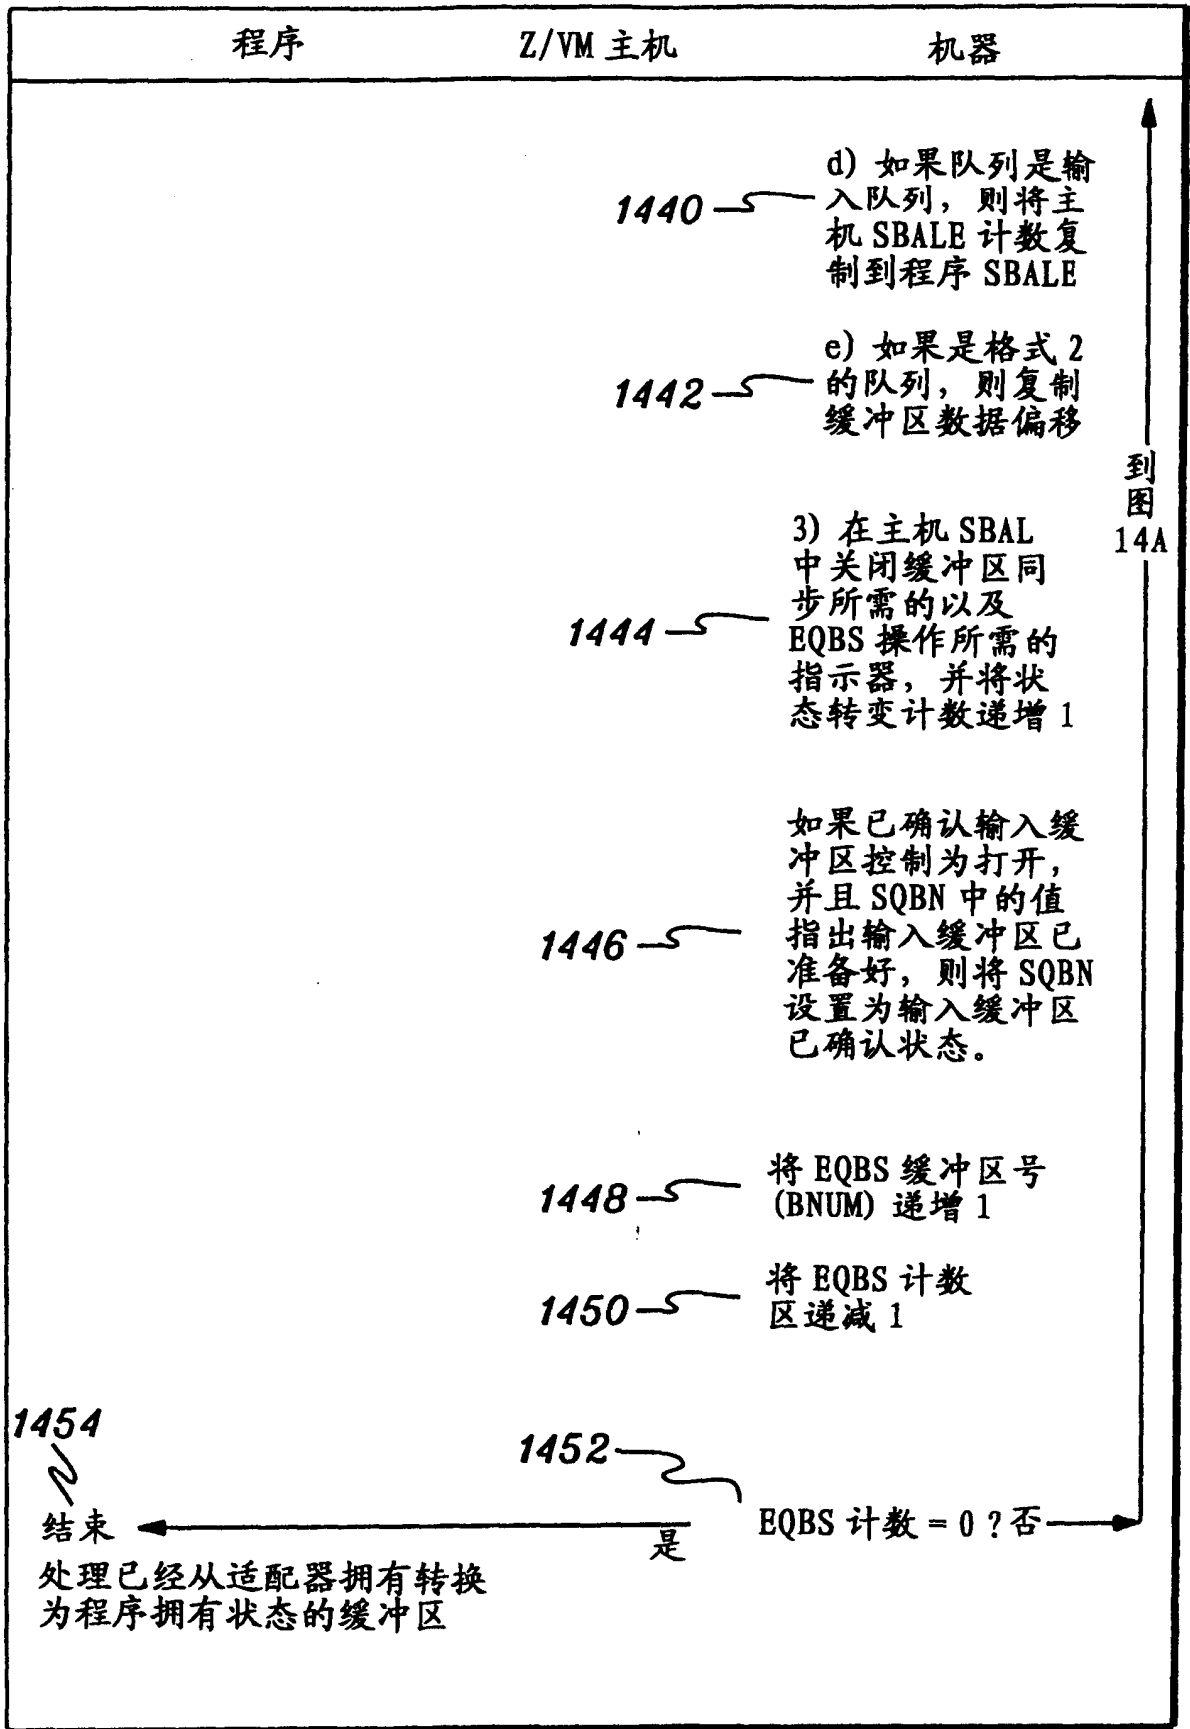 程序 Z/VM 主机 机器
d) 如果队列是输
1440 入队列，则将主
机 SBALE 计数复
制到程序 SBALE
e) 如果是格式 2
1442 的队列，则复制
缓冲区数据偏移
到
图
14A
3) 在主机 SBAL
中关闭缓冲区同
步所需的以及
1444 EQBS 操作所需的
指示器，并将状
态转变计数递增 1
如果已确认输入缓
冲区控制为打开，
并且 SQBN 中的值
1446 指出输入缓冲区已
准备好，则将 SQBN
设置为输入缓冲区
已确认状态。
将 EQBS 缓冲区号
1448 (BNUM) 递增 1
将 EQBS 计数
1450 区递减 1
1454
1452
结束 是 EQBS 计数 = 0 ? 否
处理已经从适配器拥有转换
为程序拥有状态的缓冲区